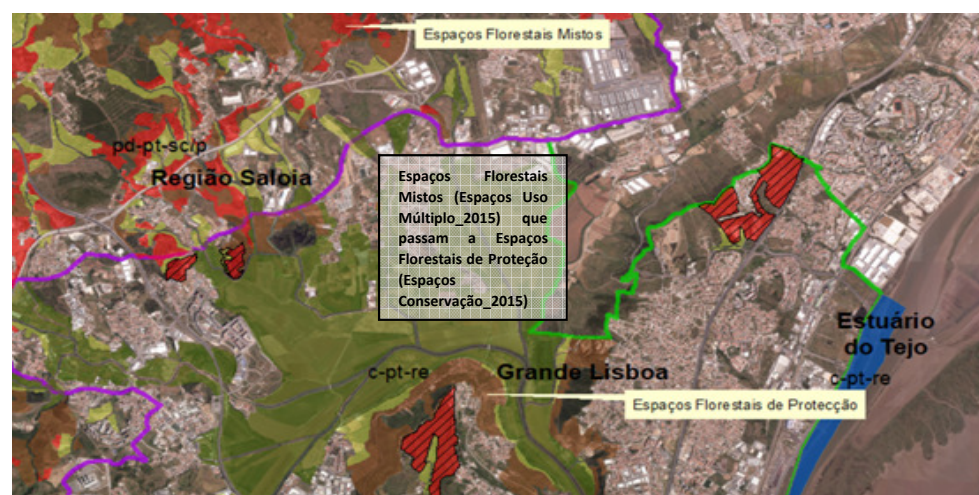 Espaços Florestais Mistos
pd-pt-sc/p
Região Saloia
Espaços Florestais
Mistos (Espaços Uso
Múltiplo_2015) que
passam a Espaços
Florestais de Proteção
(Espaços
Conservação_2015)
Estuário
do Tejo
c-pt-re
Grande Lisboa
c-pt-re
Espaços Florestais de Protecção